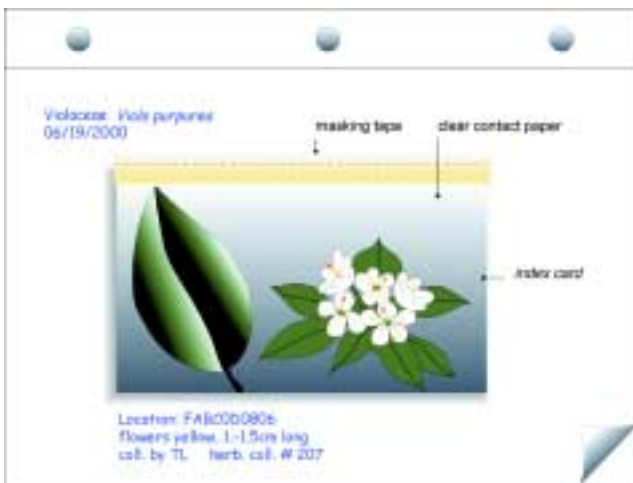 Violaceae Viola purpurea
06/19/2000
masking tape
clear contact paper
index card
Location: FABC0D0806
flowers yellow, 1-1.5cm long
coll. by TL herb. coll. # 207